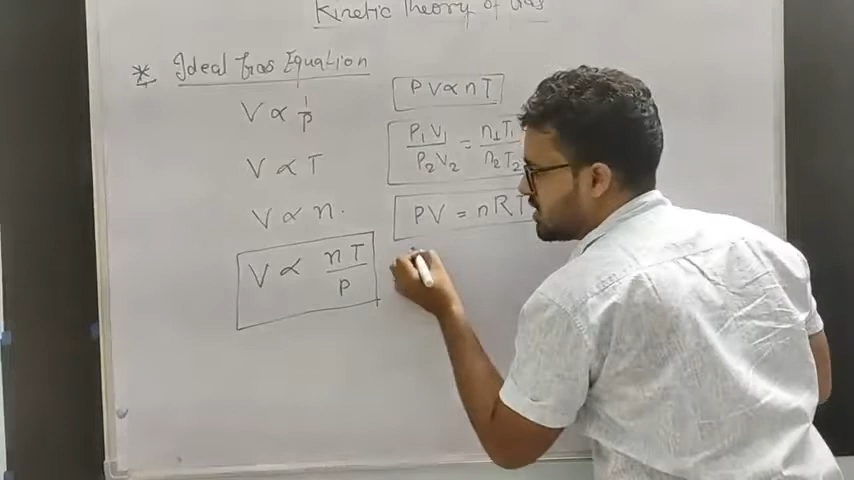 Kinetic Theory of Gas
* Ideal Gas Equation
V ∝ 1/P
V ∝ T
V ∝ n.
V ∝ nT/P
PV ∝ nT
P₁V₁/P₂V₂ = n₁T₁/n₂T₂
PV = nRT